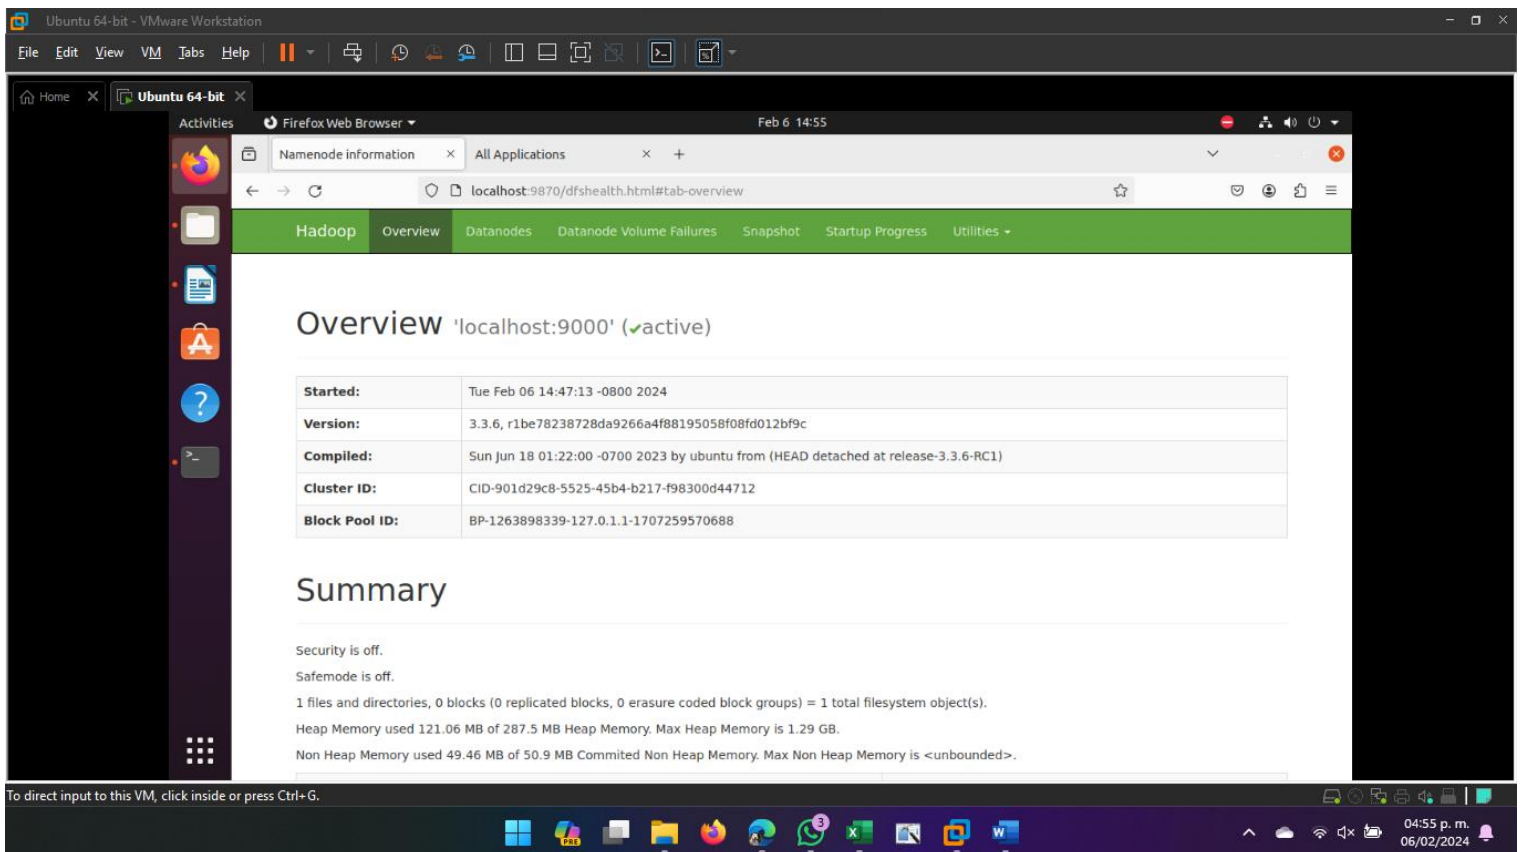 Ubuntu 64-bit - VMware Workstation
File Edit View VM Tabs Help
Home Ubuntu 64-bit
Activities Firefox Web Browser Feb 6 14:55
Namenode information All Applications
localhost:9870/dfshealth.html#tab-overview
Hadoop Overview Datanodes Datanode Volume Failures Snapshot Startup Progress Utilities
Overview 'localhost:9000' (✔active)
Started: Tue Feb 06 14:47:13 -0800 2024
Version: 3.3.6, r1be78238728da9266a4f88195058f08fd012bf9c
Compiled: Sun Jun 18 01:22:00 -0700 2023 by ubuntu from (HEAD detached at release-3.3.6-RC1)
Cluster ID: CID-901d29c8-5525-45b4-b217-f98300d44712
Block Pool ID: BP-1263898339-127.0.1.1-1707259570688
Summary
Security is off.
Safemode is off.
1 files and directories, 0 blocks (0 replicated blocks, 0 erasure coded block groups) = 1 total filesystem object(s).
Heap Memory used 121.06 MB of 287.5 MB Heap Memory. Max Heap Memory is 1.29 GB.
Non Heap Memory used 49.46 MB of 50.9 MB Commited Non Heap Memory. Max Non Heap Memory is <unbounded>.
To direct input to this VM, click inside or press Ctrl+G.
PRE
3
04:55 p. m.
06/02/2024